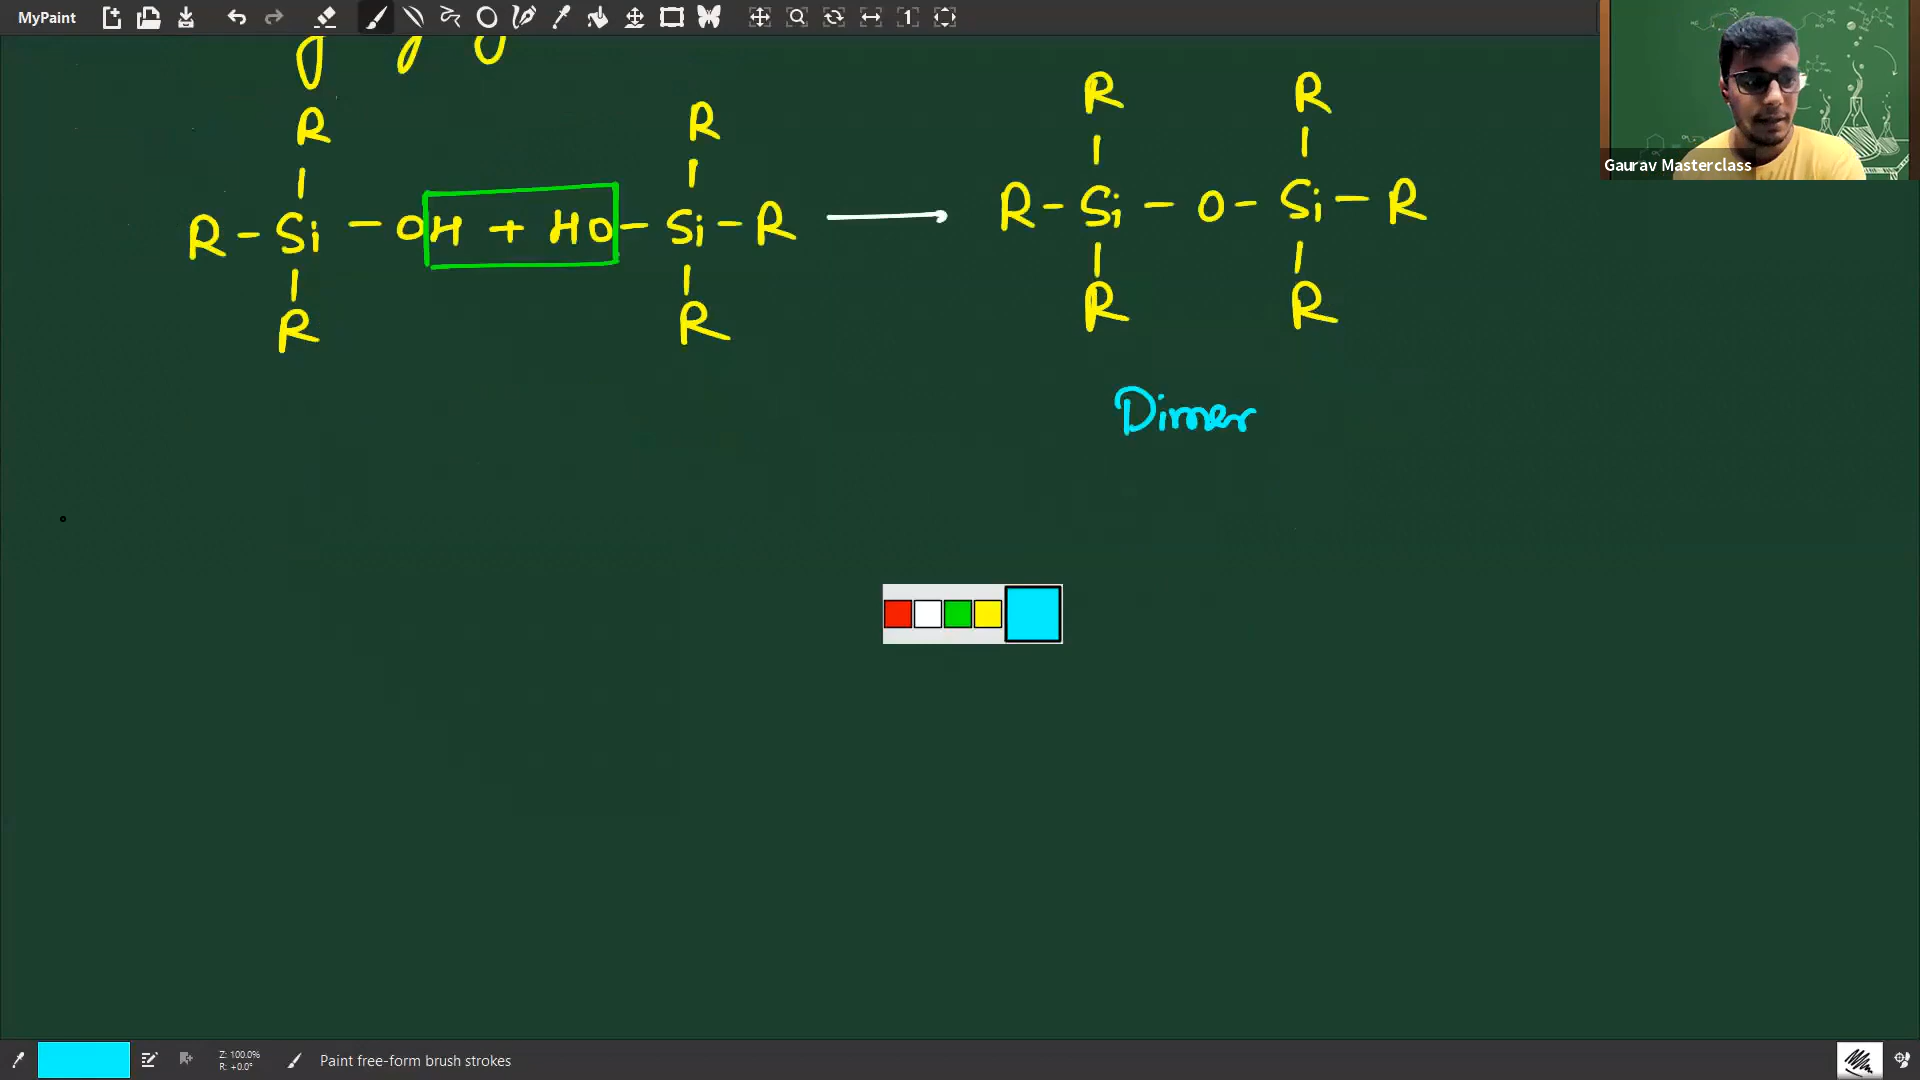 MyPaint
1
Gaurav Masterclass
R R
R R
R - Si - OH + HO - Si - R ⟶ R - Si - O - Si - R
R R
R R
Dimer
Z: 100.0%
R: +0.0°
Paint free-form brush strokes